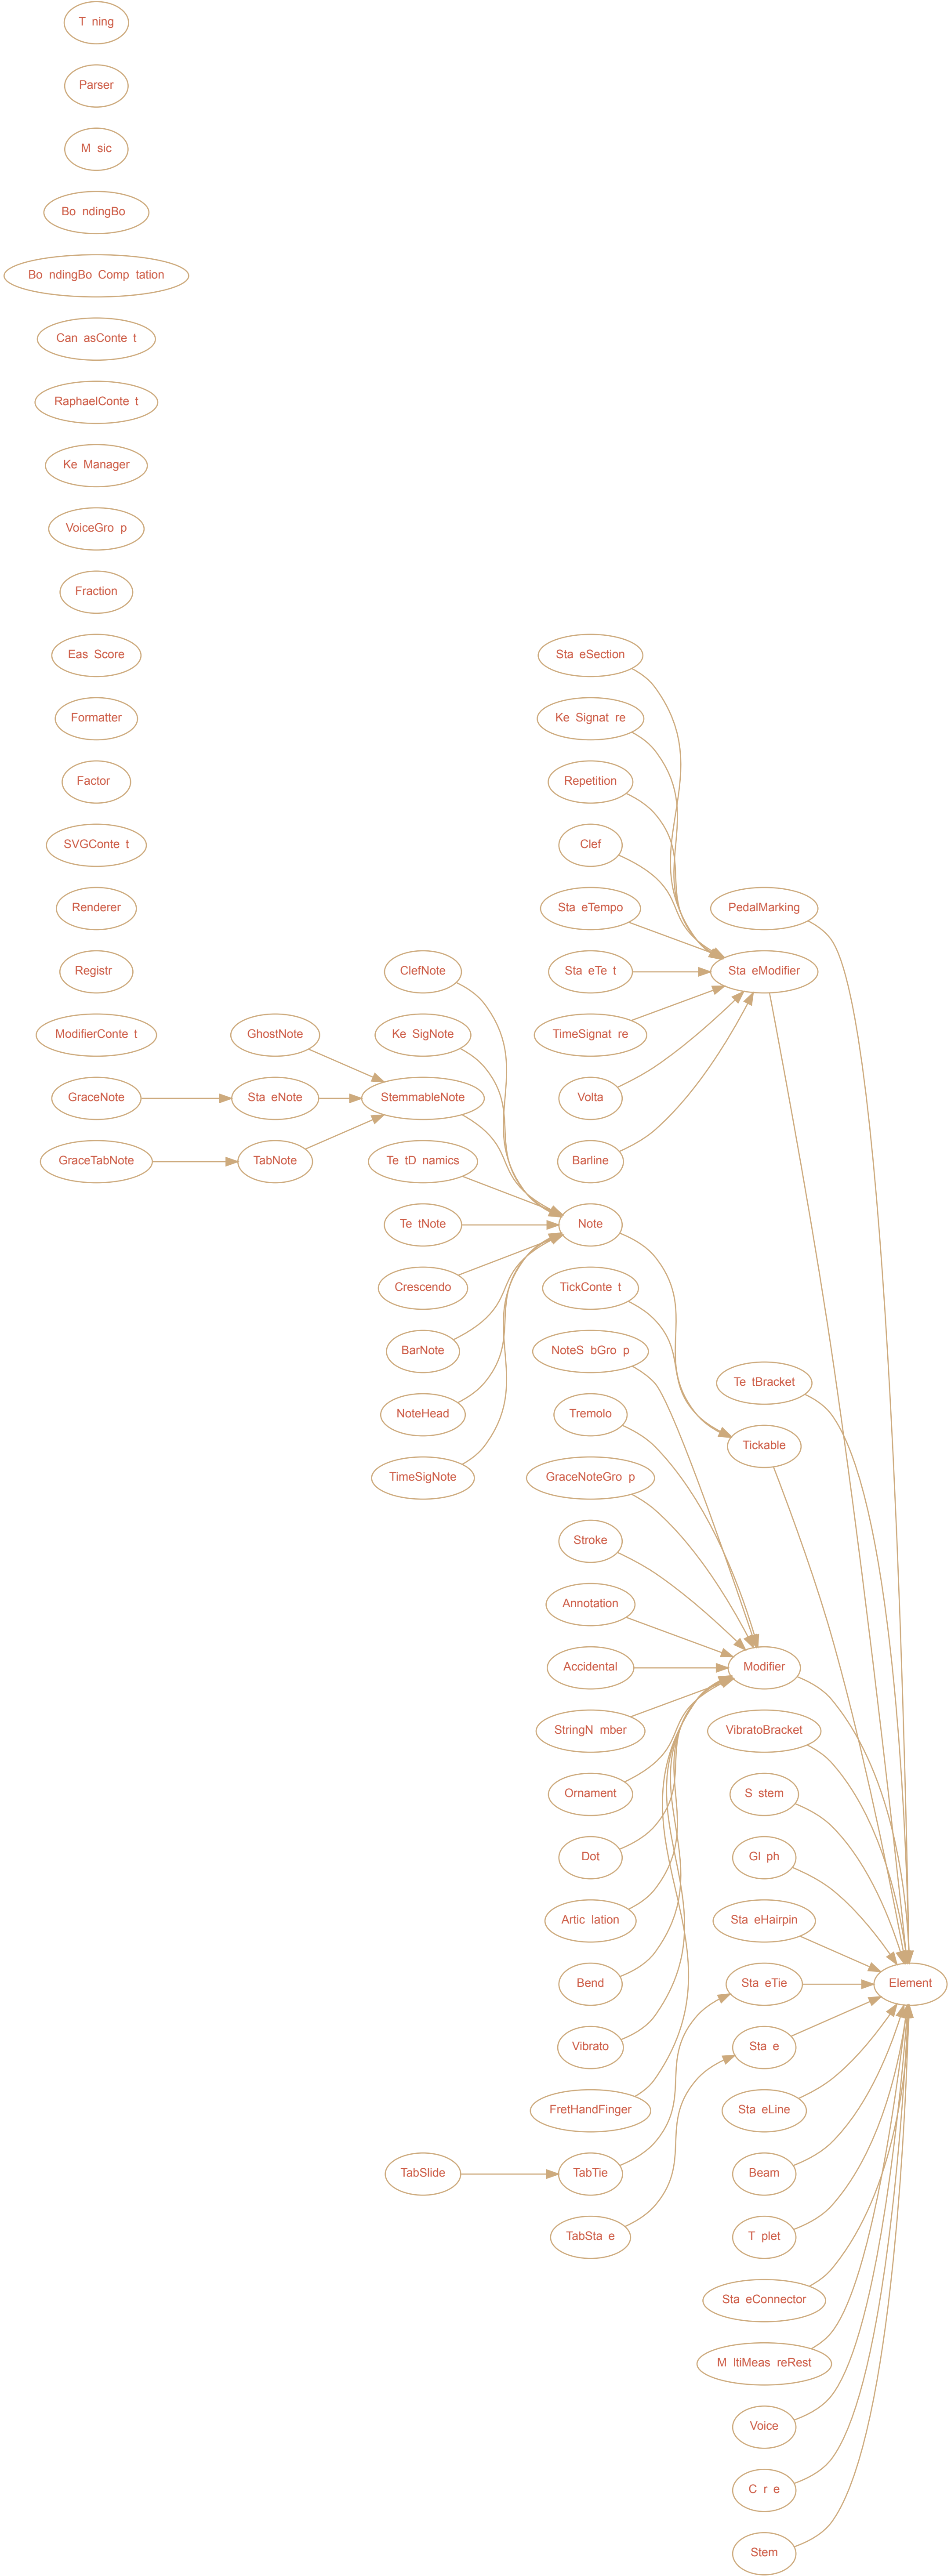 T ning
Parser
M sic
Bo ndingBo
Bo ndingBo Comp tation
Can asConte t
RaphaelConte t
Ke Manager
VoiceGro p
Fraction
Eas Score
Formatter
Factor
SVGConte t
Renderer
Registr
ModifierConte t
GraceNote
GraceTabNote
GhostNote
Sta eNote
TabNote
ClefNote
Ke SigNote
StemmableNote
Te tD namics
Te tNote
Crescendo
BarNote
NoteHead
TimeSigNote
TabSlide
Sta eSection
Ke Signat re
Repetition
Clef
Sta eTempo
Sta eTe t
TimeSignat re
Volta
Barline
Note
TickConte t
NoteS bGro p
Tremolo
GraceNoteGro p
Stroke
Annotation
Accidental
StringN mber
Ornament
Dot
Artic lation
Bend
Vibrato
FretHandFinger
TabTie
TabSta e
PedalMarking
Sta eModifier
Te tBracket
Tickable
Modifier
VibratoBracket
S stem
Gl ph
Sta eHairpin
Sta eTie
Sta e
Sta eLine
Beam
T plet
Sta eConnector
M ltiMeas reRest
Voice
C r e
Stem
Element